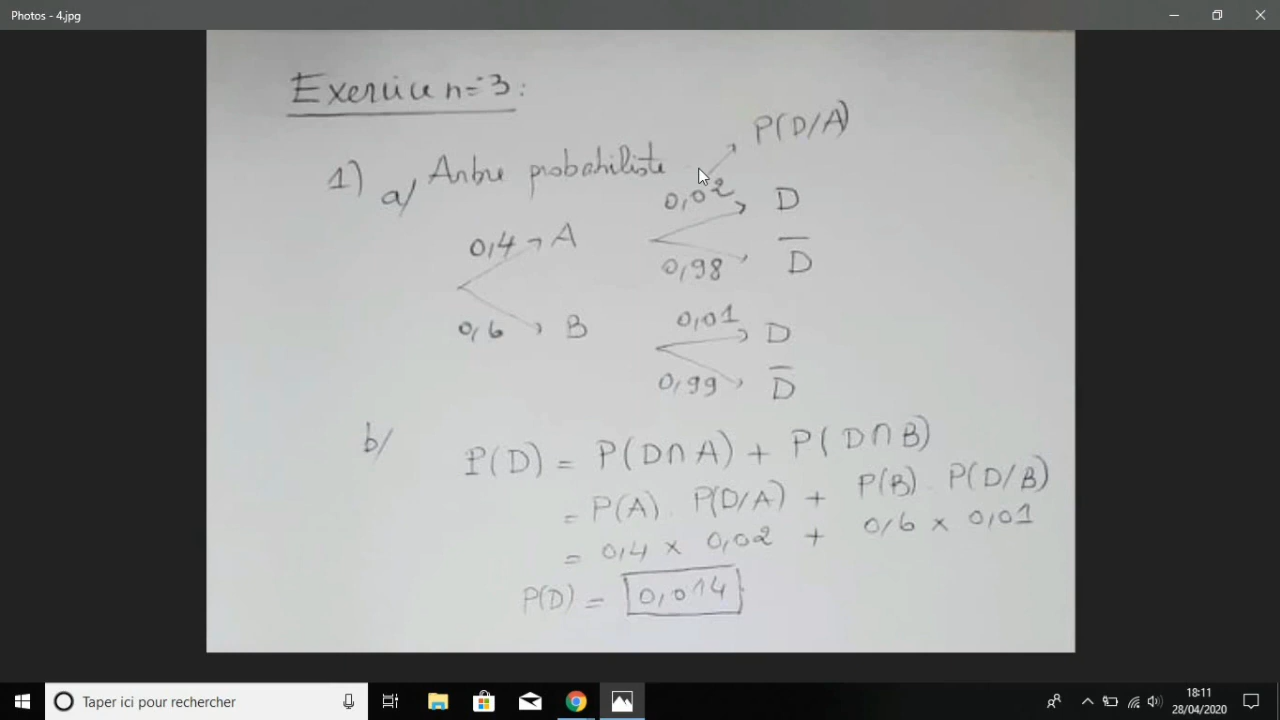 Photos - 4.jpg
Exercice n=3:
1) a/ Arbre probabiliste
P(D/A)
0,02 D
0,4 A
0,98 D̅
0,6 B
0,01 D
0,99 D̅
b/ P(D) = P(D∩A) + P(D∩B)
= P(A). P(D/A) + P(B). P(D/B)
= 0,4 x 0,02 + 0,6 x 0,01
P(D) = 0,014
Taper ici pour rechercher
18:11
28/04/2020